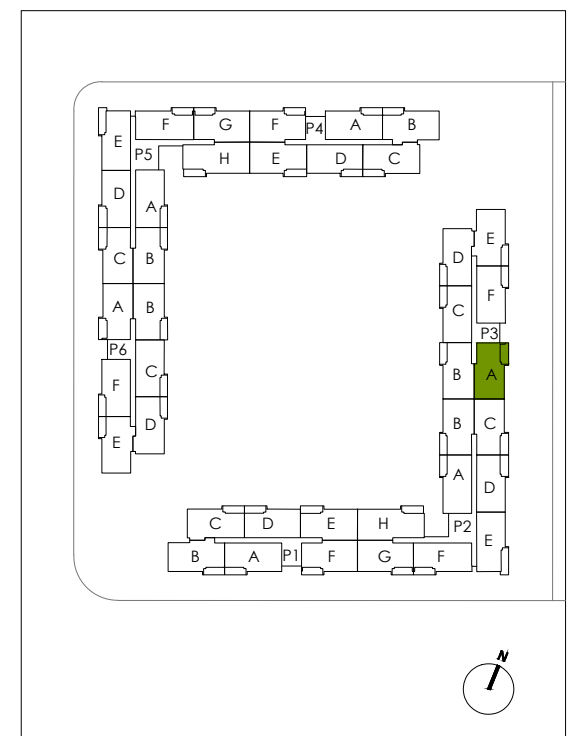 F G F P4 A B
E P5 H E D C
D A
C B
A B
P6
F C
E D
E
D F
C P3
B A
B C
A D
C D E H P2 E
B A P1 F G F
N